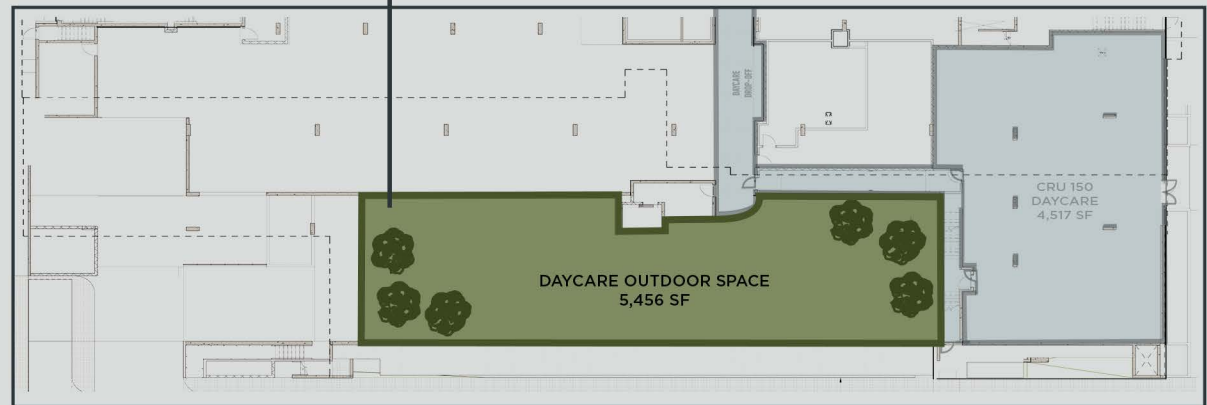 DAYCARE
DROP-OFF
CRU 150
DAYCARE
4,517 SF
DAYCARE OUTDOOR SPACE
5,456 SF